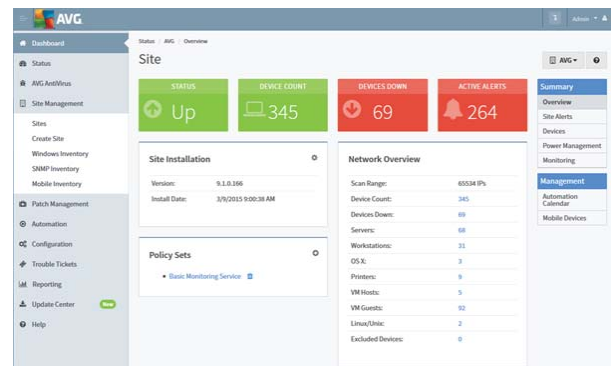 AVG
1
Admin
Dashboard
Status
AVG AntiVirus
Site Management
Sites
Create Site
Windows Inventory
SNMP Inventory
Mobile Inventory
Patch Management
Automation
Configuration
Trouble Tickets
Reporting
Update Center New
Help
Status / AVG / Overview
Site
AVG
STATUS
Up
DEVICE COUNT
345
DEVICES DOWN
69
ACTIVE ALERTS
264
Site Installation
Version: 9.1.0.166
Install Date: 3/9/2015 9:00:38 AM
Policy Sets
Basic Monitoring Service
Network Overview
Scan Range: 65534 IPs
Device Count: 345
Devices Down: 69
Servers: 68
Workstations: 31
OS X: 3
Printers: 9
VM Hosts: 5
VM Guests: 92
Linux/Unix: 2
Excluded Devices: 0
Summary
Overview
Site Alerts
Devices
Power Management
Monitoring
Management
Automation
Calendar
Mobile Devices